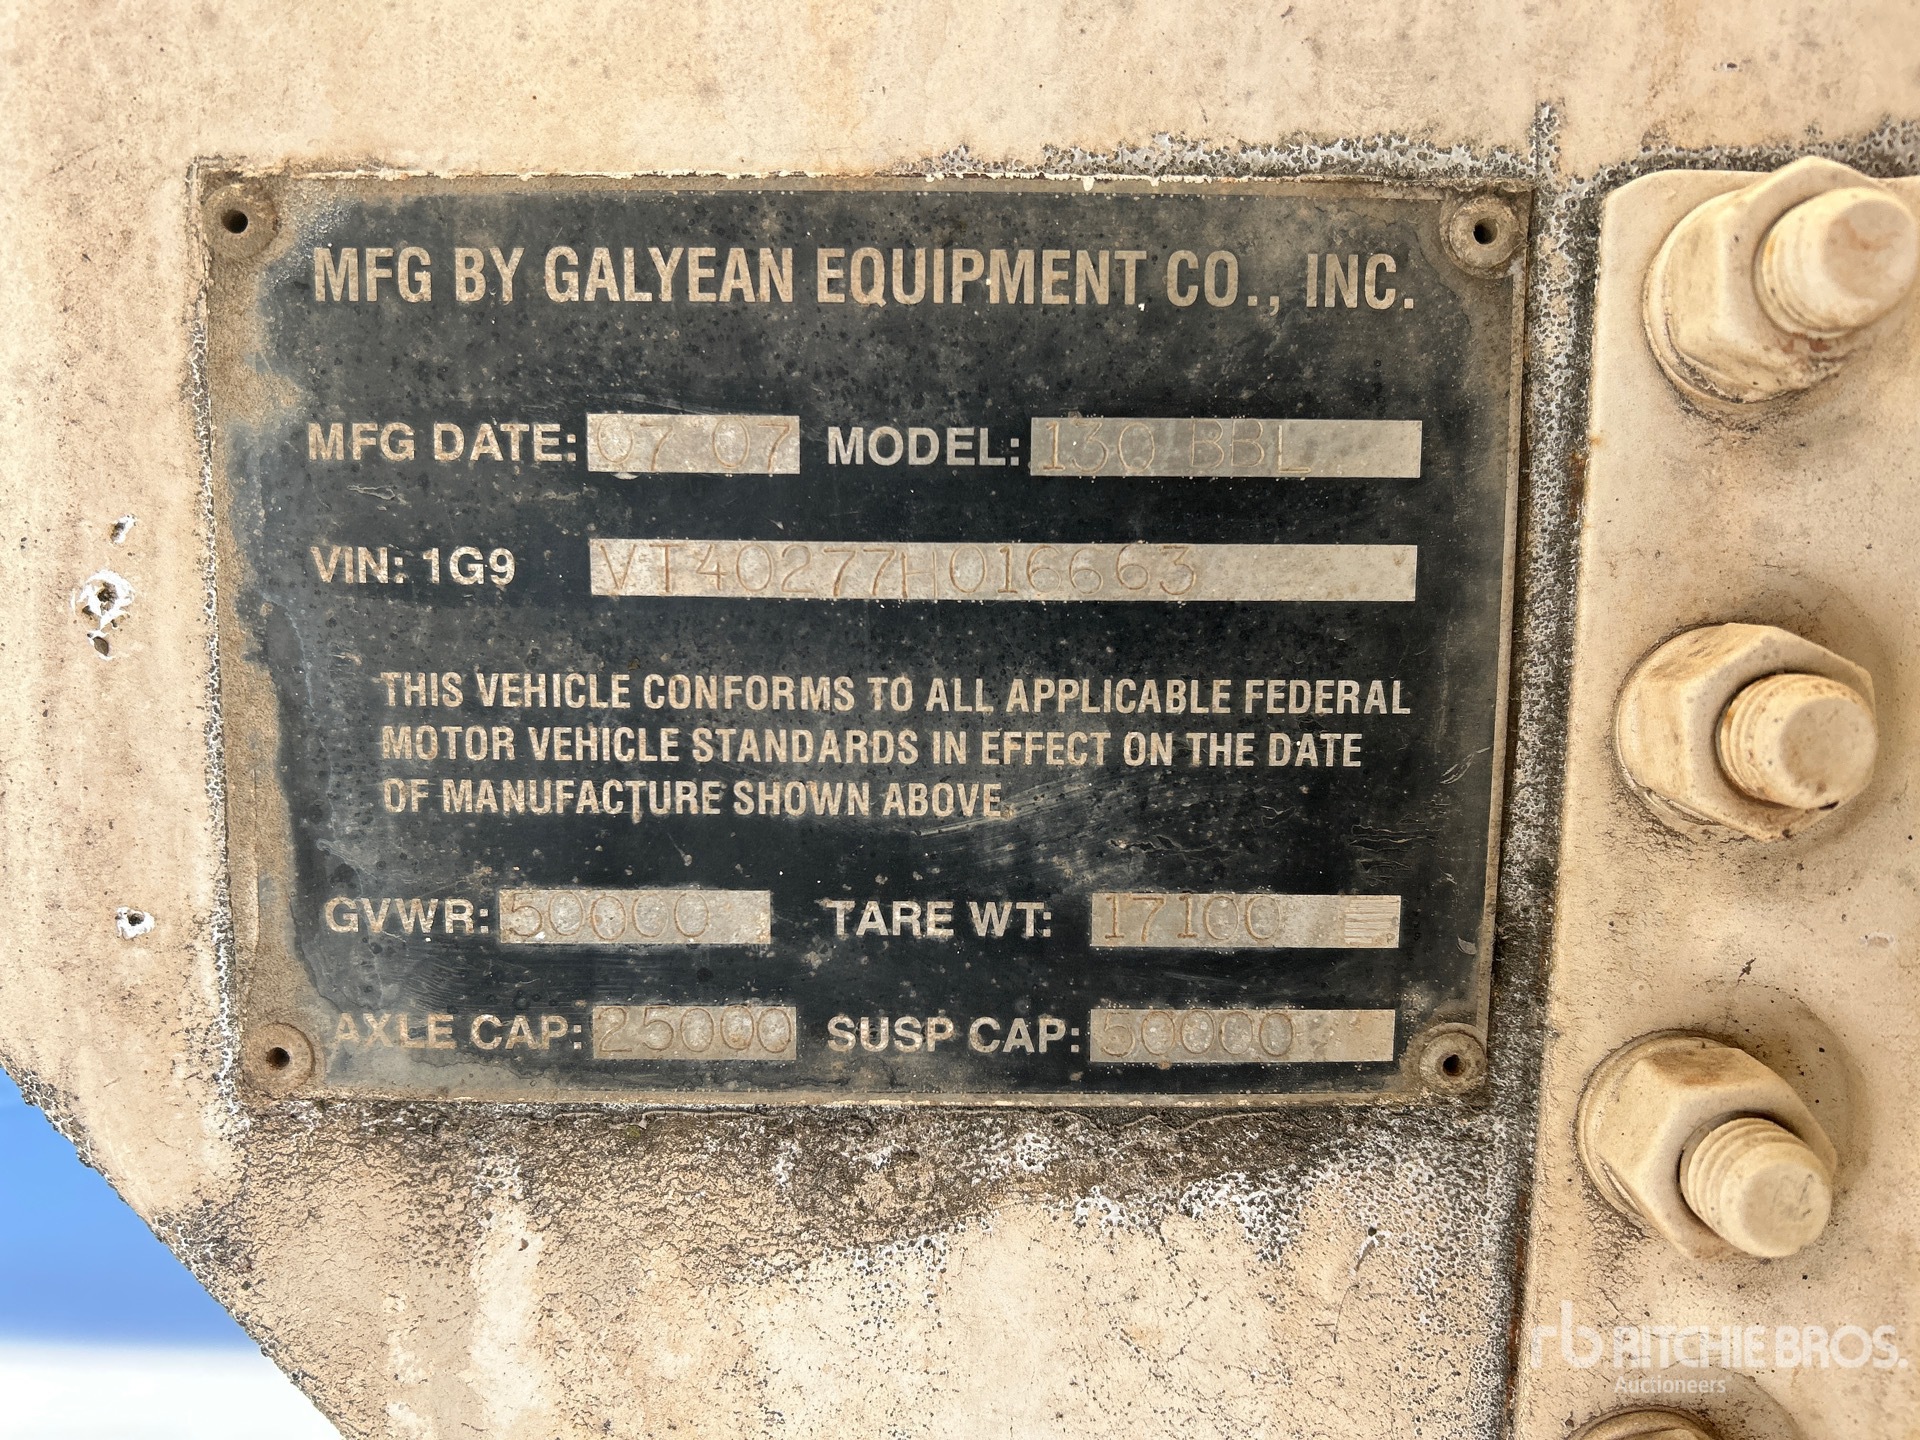 MFG BY GALYEAN EQUIPMENT CO., INC.
MFG DATE: 07 07 MODEL: 130 BBL
VIN: 1G9 VT40277H016663
THIS VEHICLE CONFORMS TO ALL APPLICABLE FEDERAL
MOTOR VEHICLE STANDARDS IN EFFECT ON THE DATE
OF MANUFACTURE SHOWN ABOVE.
GVWR: 50000 TARE WT: 17100
AXLE CAP: 25000 SUSP CAP: 50000
rb RITCHIE BROS.
Auctioneers